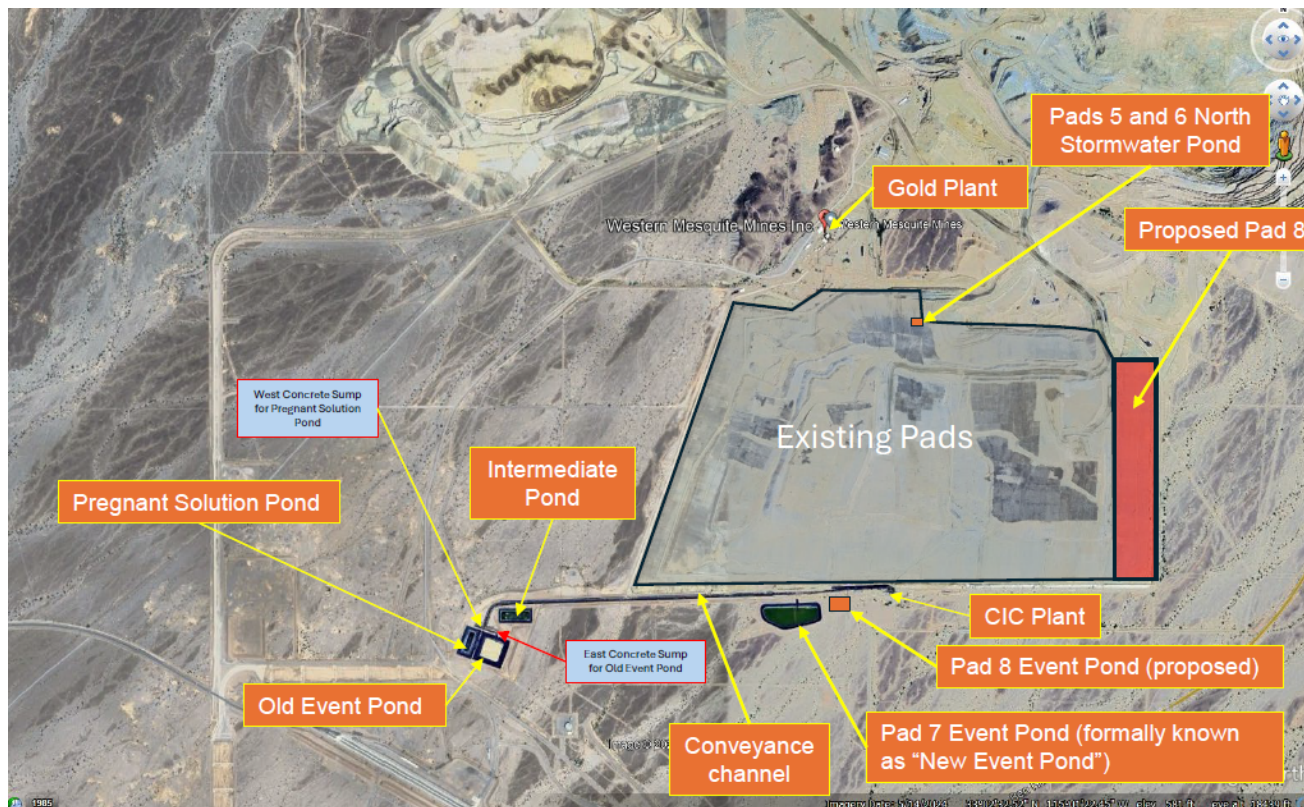 N
Pads 5 and 6 North
Stormwater Pond
Gold Plant
Western Mesquite Mines Inc
Western Mesquite Mines
Proposed Pad 8
West Concrete Sump
for Pregnant Solution
Pond
Existing Pads
Intermediate
Pond
Pregnant Solution Pond
CIC Plant
East Concrete Sump
for Old Event Pond
Pad 8 Event Pond (proposed)
Old Event Pond
Conveyance
channel
Pad 7 Event Pond (formally known
as “New Event Pond”)
1985
Imagery Date: